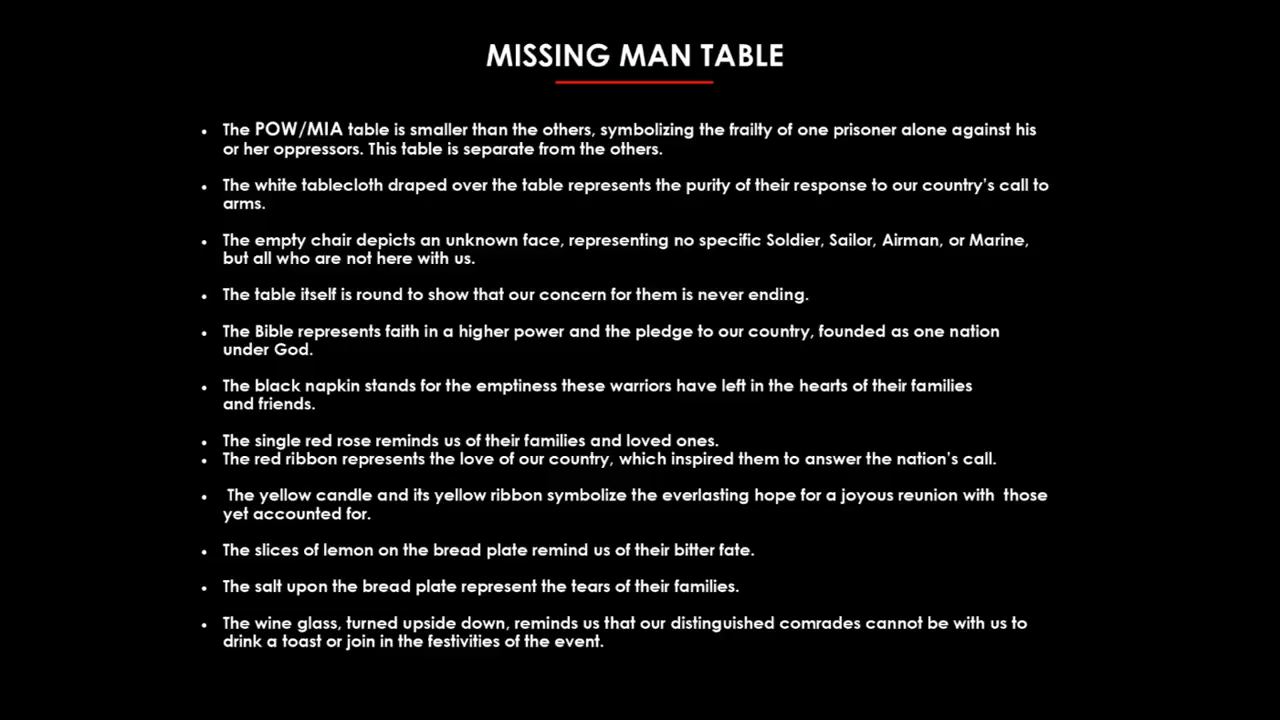 MISSING MAN TABLE
• The POW/MIA table is smaller than the others, symbolizing the frailty of one prisoner alone against his
or her oppressors. This table is separate from the others.
• The white tablecloth draped over the table represents the purity of their response to our country's call to
arms.
• The empty chair depicts an unknown face, representing no specific Soldier, Sailor, Airman, or Marine,
but all who are not here with us.
• The table itself is round to show that our concern for them is never ending.
• The Bible represents faith in a higher power and the pledge to our country, founded as one nation
under God.
• The black napkin stands for the emptiness these warriors have left in the hearts of their families
and friends.
• The single red rose reminds us of their families and loved ones.
• The red ribbon represents the love of our country, which inspired them to answer the nation's call.
• The yellow candle and its yellow ribbon symbolize the everlasting hope for a joyous reunion with those
yet accounted for.
• The slices of lemon on the bread plate remind us of their bitter fate.
• The salt upon the bread plate represent the tears of their families.
• The wine glass, turned upside down, reminds us that our distinguished comrades cannot be with us to
drink a toast or join in the festivities of the event.